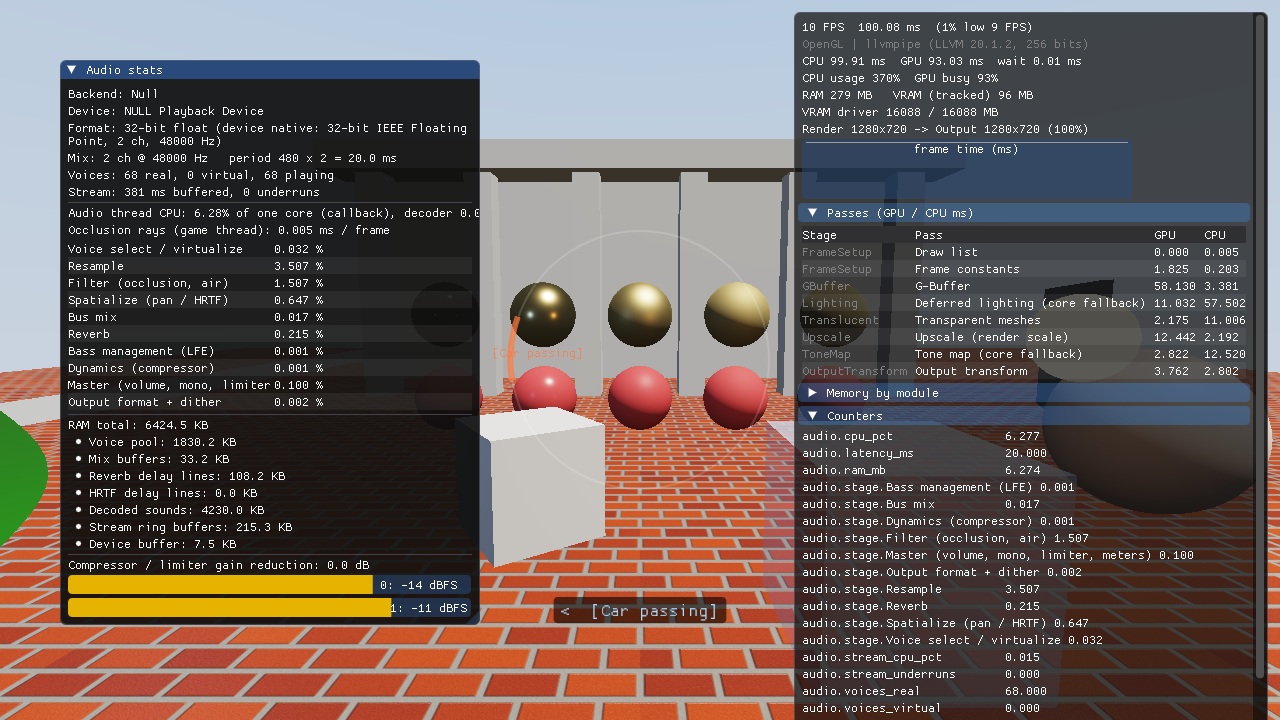 Audio stats
Backend: Null
Device: NULL Playback Device
Format: 32-bit float (device native: 32-bit IEEE Floating
Point, 2 ch, 48000 Hz)
Mix: 2 ch @ 48000 Hz period 480 x 2 = 20.0 ms
Voices: 68 real, 0 virtual, 68 playing
Stream: 381 ms buffered, 0 underruns
Audio thread CPU: 6.28% of one core (callback), decoder 0.0
Occlusion rays (game thread): 0.005 ms / frame
Voice select / virtualize 0.032 %
Resample 3.507 %
Filter (occlusion, air) 1.507 %
Spatialize (pan / HRTF) 0.647 %
Bus mix 0.017 %
Reverb 0.215 %
Bass management (LFE) 0.001 %
Dynamics (compressor) 0.001 %
Master (volume, mono, limiter 0.100 %
Output format + dither 0.002 %
RAM total: 6424.5 KB
Voice pool: 1830.2 KB
Mix buffers: 33.2 KB
Reverb delay lines: 108.2 KB
HRTF delay lines: 0.0 KB
Decoded sounds: 4230.0 KB
Stream ring buffers: 215.3 KB
Device buffer: 7.5 KB
Compressor / limiter gain reduction: 0.0 dB
0: -14 dBFS
1: -11 dBFS
[Car passing]
< [Car passing]
10 FPS 100.08 ms (1% low 9 FPS)
OpenGL | llvmpipe (LLVM 20.1.2, 256 bits)
CPU 99.91 ms GPU 93.03 ms wait 0.01 ms
CPU usage 370% GPU busy 93%
RAM 279 MB VRAM (tracked) 96 MB
VRAM driver 16088 / 16088 MB
Render 1280x720 -> Output 1280x720 (100%)
frame time (ms)
Passes (GPU / CPU ms)
Stage Pass GPU CPU
FrameSetup Draw list 0.000 0.005
FrameSetup Frame constants 1.825 0.203
GBuffer G-Buffer 58.130 3.381
Lighting Deferred lighting (core fallback) 11.032 57.502
Translucent Transparent meshes 2.175 11.006
Upscale Upscale (render scale) 12.442 2.192
ToneMap Tone map (core fallback) 2.822 12.520
OutputTransform Output transform 3.762 2.802
Memory by module
Counters
audio.cpu_pct 6.277
audio.latency_ms 20.000
audio.ram_mb 6.274
audio.stage.Bass management (LFE) 0.001
audio.stage.Bus mix 0.017
audio.stage.Dynamics (compressor) 0.001
audio.stage.Filter (occlusion, air) 1.507
audio.stage.Master (volume, mono, limiter, meters) 0.100
audio.stage.Output format + dither 0.002
audio.stage.Resample 3.507
audio.stage.Reverb 0.215
audio.stage.Spatialize (pan / HRTF) 0.647
audio.stage.Voice select / virtualize 0.032
audio.stream_cpu_pct 0.015
audio.stream_underruns 0.000
audio.voices_real 68.000
audio.voices_virtual 0.000